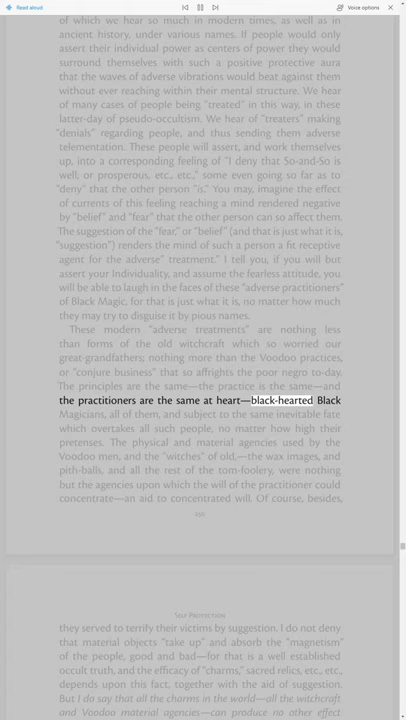 Read aloud
Voice options
of which we hear so much in modern times, as well as in
ancient history, under various names. If people would only
assert their individual power as centers of power they would
surround themselves with such a positive protective aura
that the waves of adverse vibrations would beat against them
without ever reaching within their mental structure. We hear
of many cases of people being "treated" in this way, in these
latter-day of pseudo-occultism. We hear of "treaters" making
"denials" regarding people, and thus sending them adverse
telementation. These people will assert, and work themselves
up, into a corresponding feeling of "I deny that So-and-So is
well, or prosperous, etc., etc.," some even going so far as to
"deny" that the other person "is." You may, imagine the effect
of currents of this feeling reaching a mind rendered negative
by "belief" and "fear" that the other person can so affect them.
The suggestion of the "fear," or "belief" (and that is just what it is,
"suggestion") renders the mind of such a person a fit receptive
agent for the adverse" treatment." I tell you, if you will but
assert your Individuality, and assume the fearless attitude, you
will be able to laugh in the faces of these "adverse practitioners"
of Black Magic, for that is just what it is, no matter how much
they may try to disguise it by pious names.
These modern "adverse treatments" are nothing less
than forms of the old witchcraft which so worried our
great-grandfathers; nothing more than the Voodoo practices,
or "conjure business" that so affrights the poor negro to-day.
The principles are the same—the practice is the same—and
the practitioners are the same at heart—black-hearted Black
Magicians, all of them, and subject to the same inevitable fate
which overtakes all such people, no matter how high their
pretenses. The physical and material agencies used by the
Voodoo men, and the "witches" of old,—the wax images, and
pith-balls, and all the rest of the tom-foolery, were nothing
but the agencies upon which the will of the practitioner could
concentrate—an aid to concentrated will. Of course, besides,
Self Protection
they served to terrify their victims by suggestion. I do not deny
that material objects "take up" and absorb the "magnetism"
of the people, good and bad—for that is a well established
occult truth, and the efficacy of "charms," sacred relics, etc., etc.,
depends upon this fact, together with the aid of suggestion.
But I do say that all the charms in the world—all the witchcraft
and Voodoo material agencies—can produce no other effect